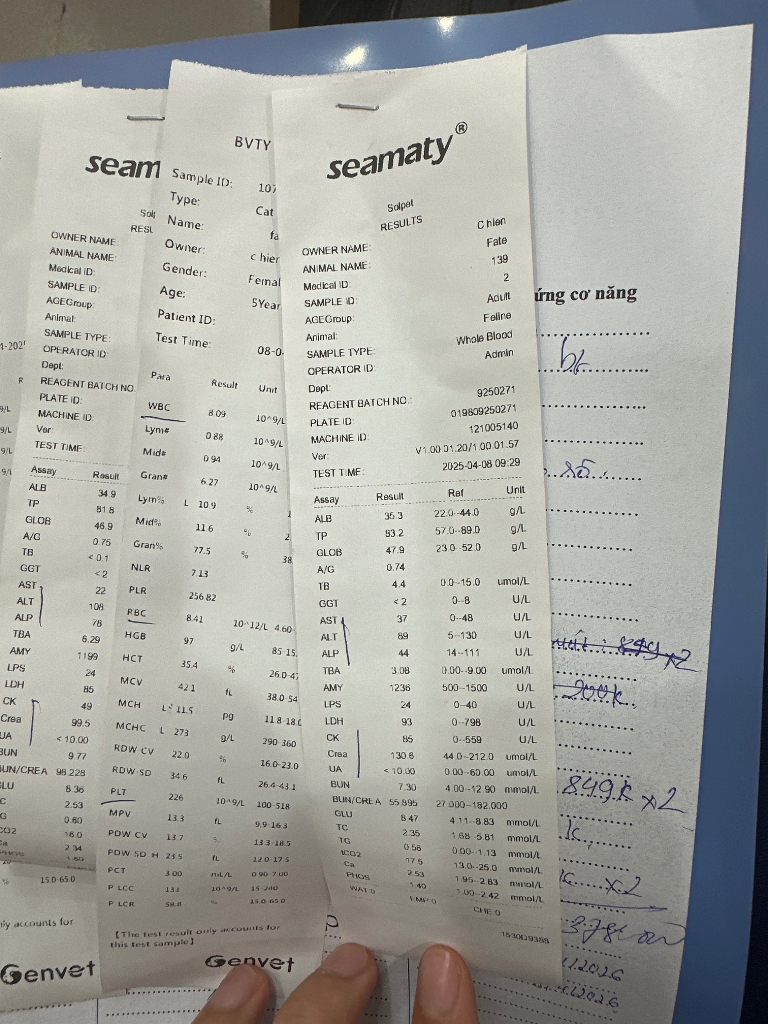 seamaty®
Solpet
RESULTS
OWNER NAME: Chien
ANIMAL NAME: Fate
Medical ID: 139
SAMPLE ID: 2
AGEGroup: Adult
Animal: Feline
SAMPLE TYPE: Whole Blood
OPERATOR ID: Admin
Dept:
REAGENT BATCH NO.: 9250271
PLATE ID: 019809250271
MACHINE ID: 121005140
Ver: V1.00.01.20/1.00.01.57
TEST TIME: 2025-04-08 09:29
Assay Result Ref Unit
ALB 35.3 22.0--44.0 g/L
TP 83.2 57.0--89.0 g/L
GLOB 47.9 23.0--52.0 g/L
A/G 0.74
TB 4.4 0.0--15.0 umol/L
GGT <2 0--8 U/L
AST 37 0--48 U/L
ALT 89 5--130 U/L
ALP 44 14--111 U/L
TBA 3.08 0.00--9.00 umol/L
AMY 1236 500--1500 U/L
LPS 24 0--40 U/L
LDH 93 0--798 U/L
CK 85 0--559 U/L
Crea 130.6 44.0--212.0 umol/L
UA <10.00 0.00--60.00 umol/L
BUN 7.30 4.00--12.90 mmol/L
BUN/CREA 55.895 27.000--182.000
GLU 8.47 4.11--8.83 mmol/L
TC 2.35 1.68--5.81 mmol/L
TG 0.56 0.00--1.13 mmol/L
tCO2 17.5 13.0--25.0 mmol/L
Ca 2.53 1.95--2.83 mmol/L
PHOS 1.40 1.00--2.42 mmol/L
WAT:0 EMP:0 CHE:0
BVTY
Sample ID: 107
Type: Cat
Name: fa
Owner: c hier
Gender: Femal
Age: 5Year
Patient ID:
Test Time: 08-0
Para Result Unit
WBC 8.09 10^9/L
Lym# 0.88 10^9/L
Mid# 0.94 10^9/L
Gran# 6.27 10^9/L
Lym% L 10.9 %
Mid% 11.6 % 2
Gran% 77.5 % 38
NLR 7.13
PLR 256.82
RBC 8.41 10^12/L 4.60
HGB 97 g/L 85-15
HCT 35.4 % 26.0-47
MCV 42.1 fL 38.0-54
MCH L 11.5 pg 11.8-18.0
MCHC L 273 g/L 290-360
RDW-CV 22.0 % 16.0-23.0
RDW-SD 34.6 fL 26.4-43.1
PLT 226 10^9/L 100-518
MPV 13.3 9.9-16.3
PDW-CV 13.7 13.3-18.5
PDW-SD H 23.5 fL 12.0-17.5
PCT 3.00 mL/L 0.90-7.00
P-LCC 133 10^9/L 15-240
P-LCR 58.8 % 15.0-65.0
【The test result only accounts for
this test sample】
Genvet
seam
Sol
RESU
OWNER NAME:
ANIMAL NAME:
Medical ID:
SAMPLE ID:
AGEGroup:
Animal:
SAMPLE TYPE:
OPERATOR ID:
Dept:
REAGENT BATCH NO.
PLATE ID:
MACHINE ID:
Ver:
TEST TIME:
Assay Result
ALB 34.9
TP 81.8
GLOB 46.9
A/G 0.75
TB <0.1
GGT <2
AST 22
ALT 108
ALP 78
TBA 6.29
AMY 1199
LPS 24
LDH 85
CK 49
Crea 99.5
UA <10.00
BUN 9.77
BUN/CREA 98.228
GLU 8.36
2.53
0.60
CO2 16.0
2.34
1.60
15.0-65.0
ly accounts for
Genvet
ứng cơ năng
200k
849k x2
x2